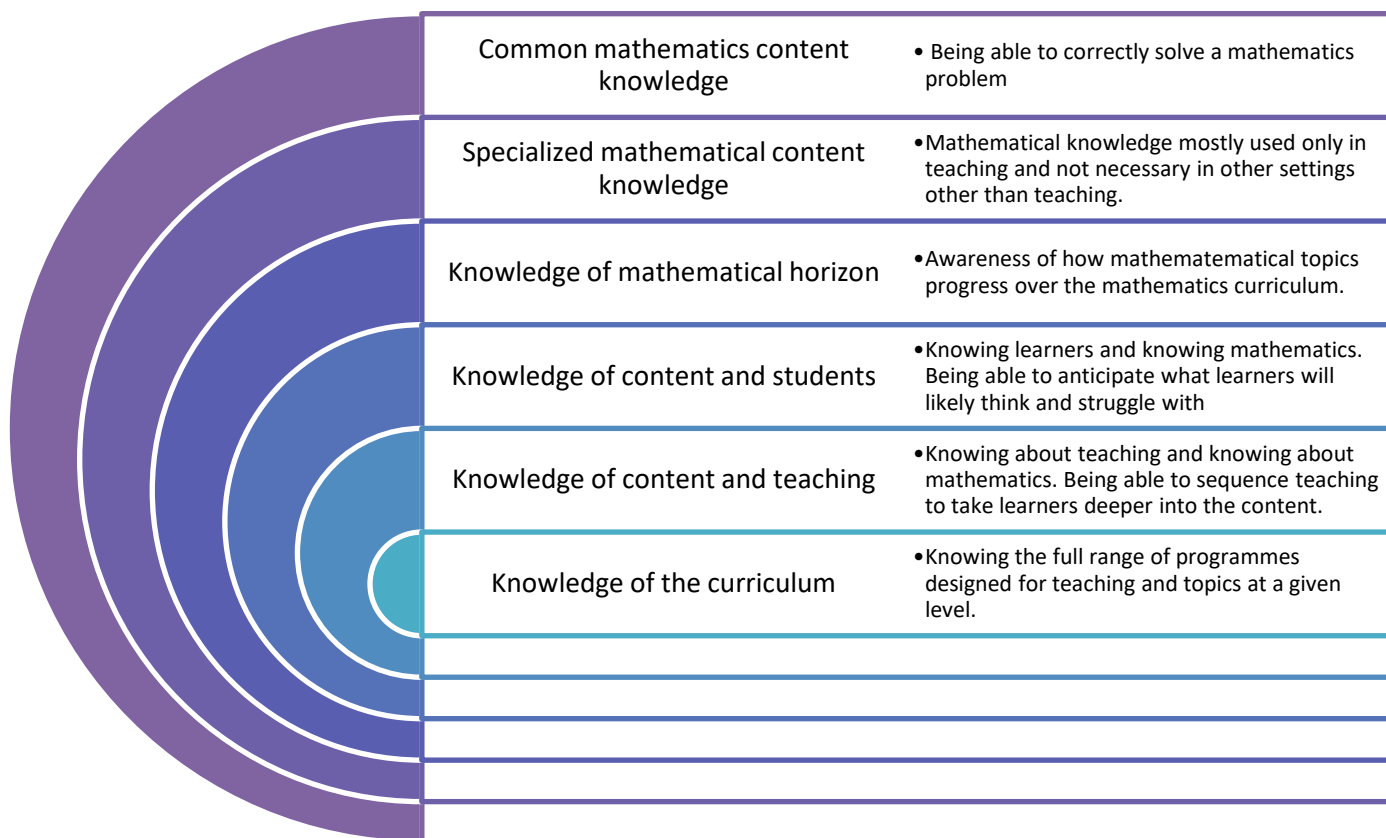 Common mathematics content
knowledge
• Being able to correctly solve a mathematics
problem
Specialized mathematical content
knowledge
•Mathematical knowledge mostly used only in
teaching and not necessary in other settings
other than teaching.
Knowledge of mathematical horizon
•Awareness of how mathematematical topics
progress over the mathematics curriculum.
Knowledge of content and students
•Knowing learners and knowing mathematics.
Being able to anticipate what learners will
likely think and struggle with
Knowledge of content and teaching
•Knowing about teaching and knowing about
mathematics. Being able to sequence teaching
to take learners deeper into the content.
Knowledge of the curriculum
•Knowing the full range of programmes
designed for teaching and topics at a given
level.